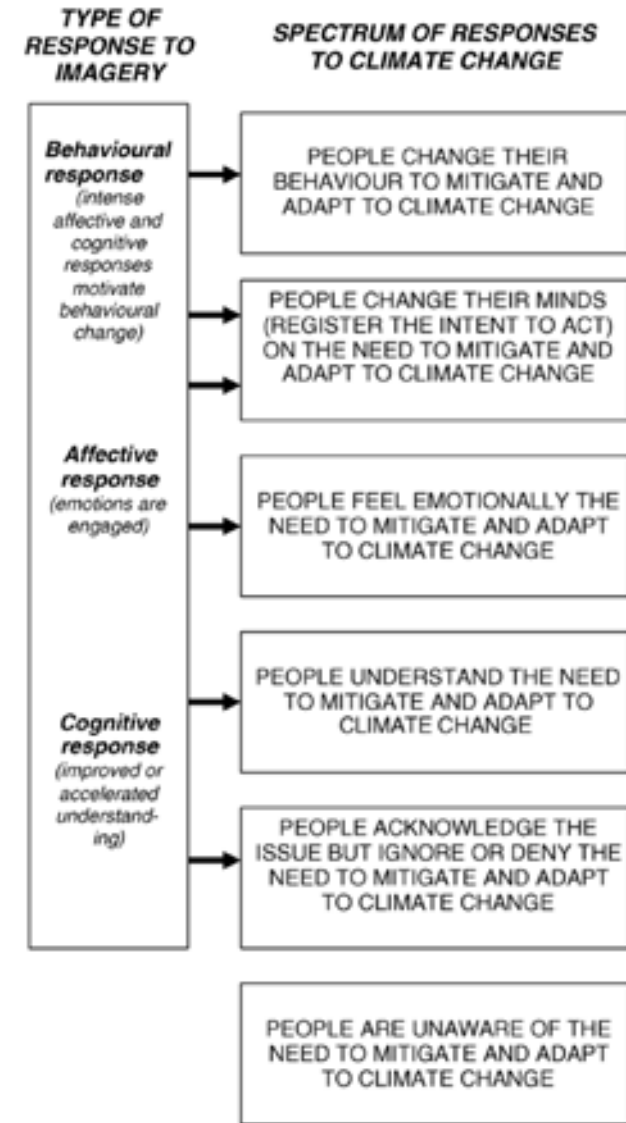 TYPE OF
RESPONSE TO
IMAGERY
SPECTRUM OF RESPONSES
TO CLIMATE CHANGE
Behavioural
response
(intense
affective and
cognitive
responses
motivate
behavioural
change)
Affective
response
(emotions are
engaged)
Cognitive
response
(improved or
accelerated
understand-
ing)
PEOPLE CHANGE THEIR
BEHAVIOUR TO MITIGATE AND
ADAPT TO CLIMATE CHANGE
PEOPLE CHANGE THEIR MINDS
(REGISTER THE INTENT TO ACT)
ON THE NEED TO MITIGATE AND
ADAPT TO CLIMATE CHANGE
PEOPLE FEEL EMOTIONALLY THE
NEED TO MITIGATE AND ADAPT
TO CLIMATE CHANGE
PEOPLE UNDERSTAND THE NEED
TO MITIGATE AND ADAPT TO
CLIMATE CHANGE
PEOPLE ACKNOWLEDGE THE
ISSUE BUT IGNORE OR DENY THE
NEED TO MITIGATE AND ADAPT
TO CLIMATE CHANGE
PEOPLE ARE UNAWARE OF THE
NEED TO MITIGATE AND ADAPT
TO CLIMATE CHANGE